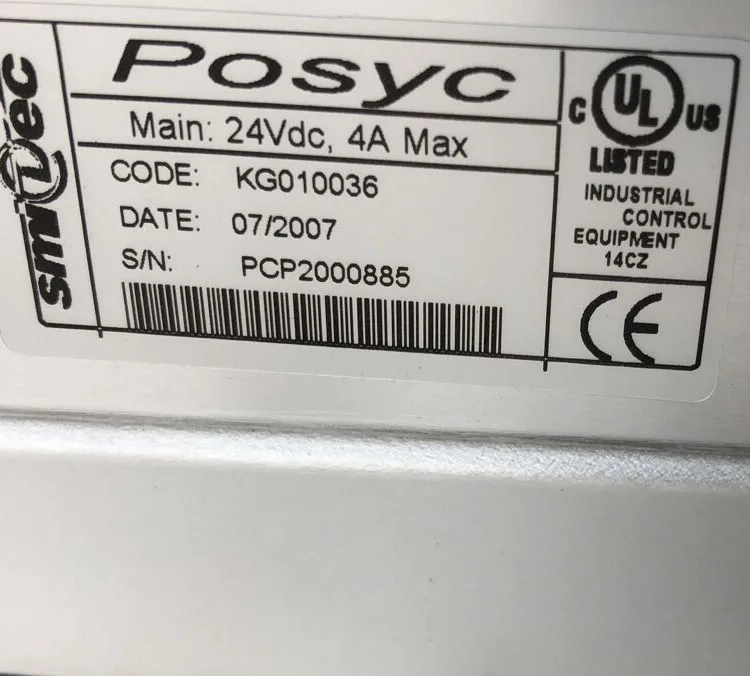 smitec
Posyc
Main: 24Vdc, 4A Max
CODE: KG010036
DATE: 07/2007
S/N: PCP2000885
C UL US
LISTED
INDUSTRIAL
CONTROL
EQUIPMENT
14CZ
CE